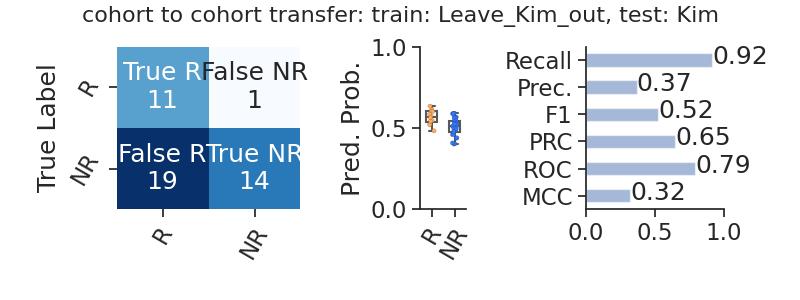 cohort to cohort transfer: train: Leave_Kim_out, test: Kim
True Label
R
NR
True R
11
False NR
1
False R
19
True NR
14
R
NR
Pred. Prob.
1.0
0.5
0.0
R
NR
Recall
0.92
Prec.
0.37
F1
0.52
PRC
0.65
ROC
0.79
MCC
0.32
0.0
0.5
1.0